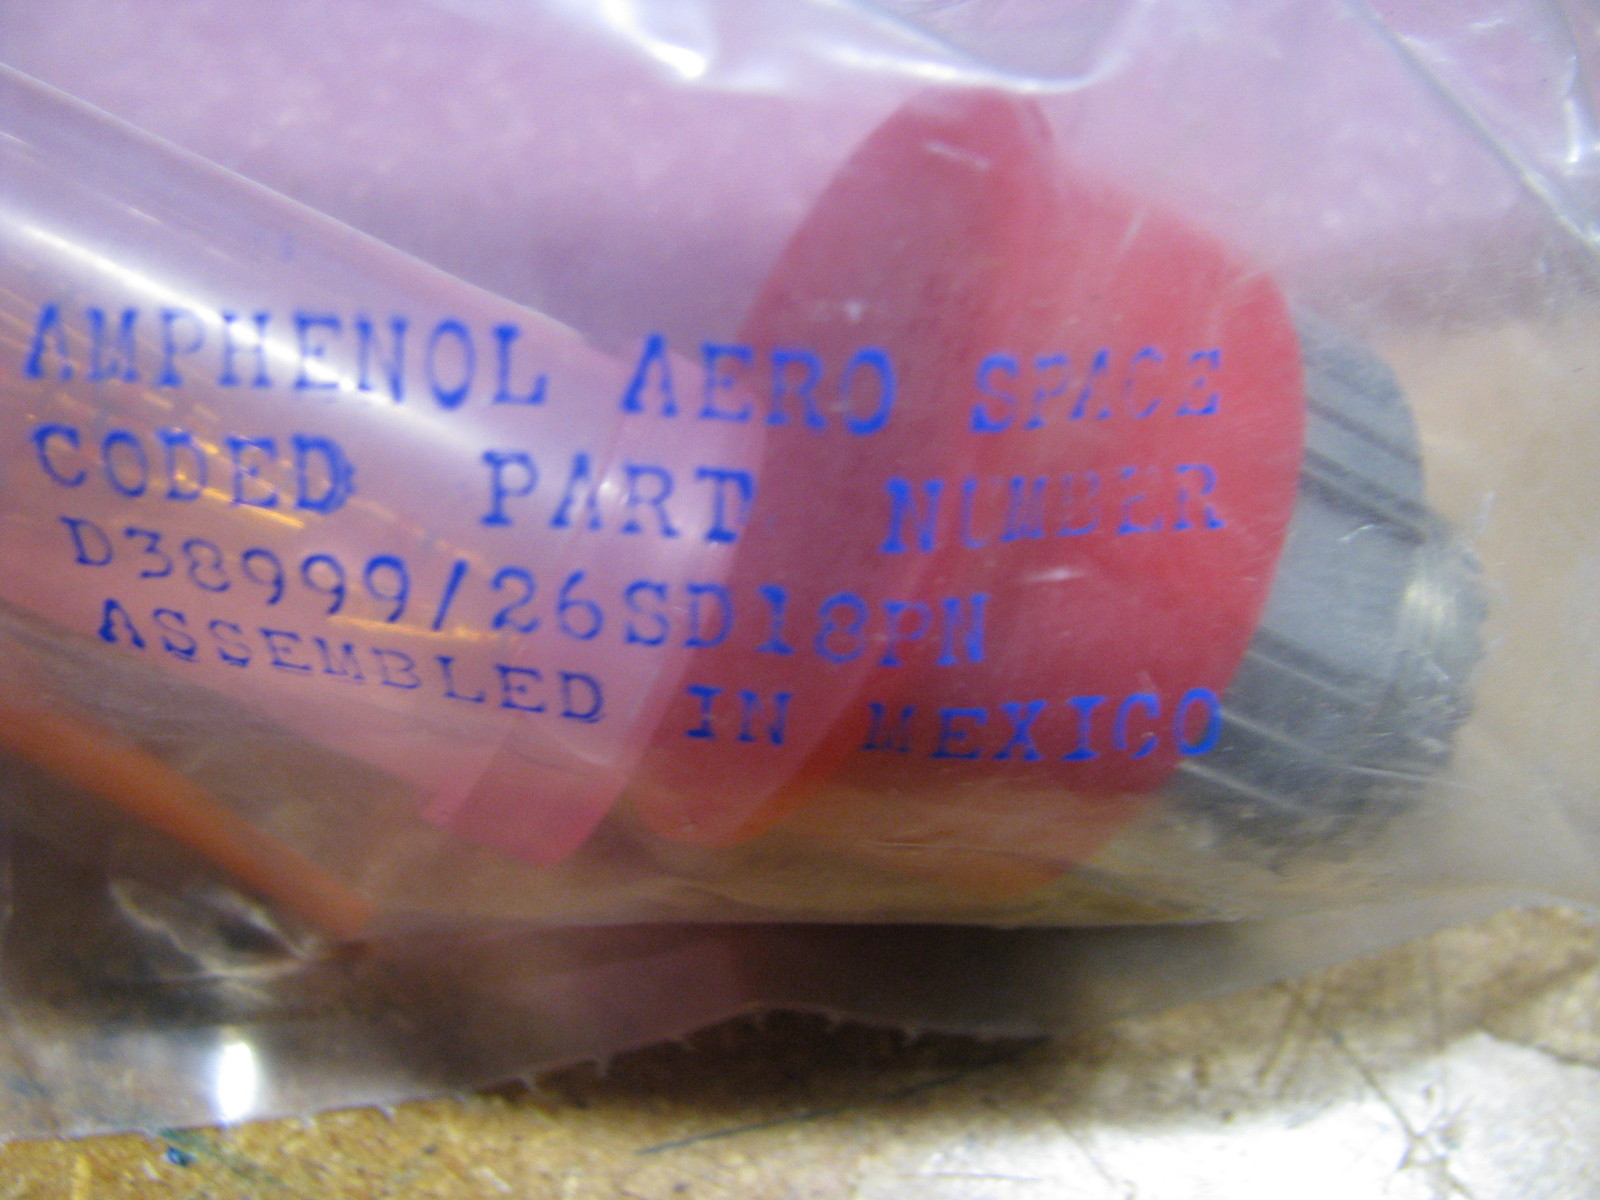 AMPHENOL AERO SPACE
CODED PART NUMBER
D38999/26SD18PN
ASSEMBLED IN MEXICO